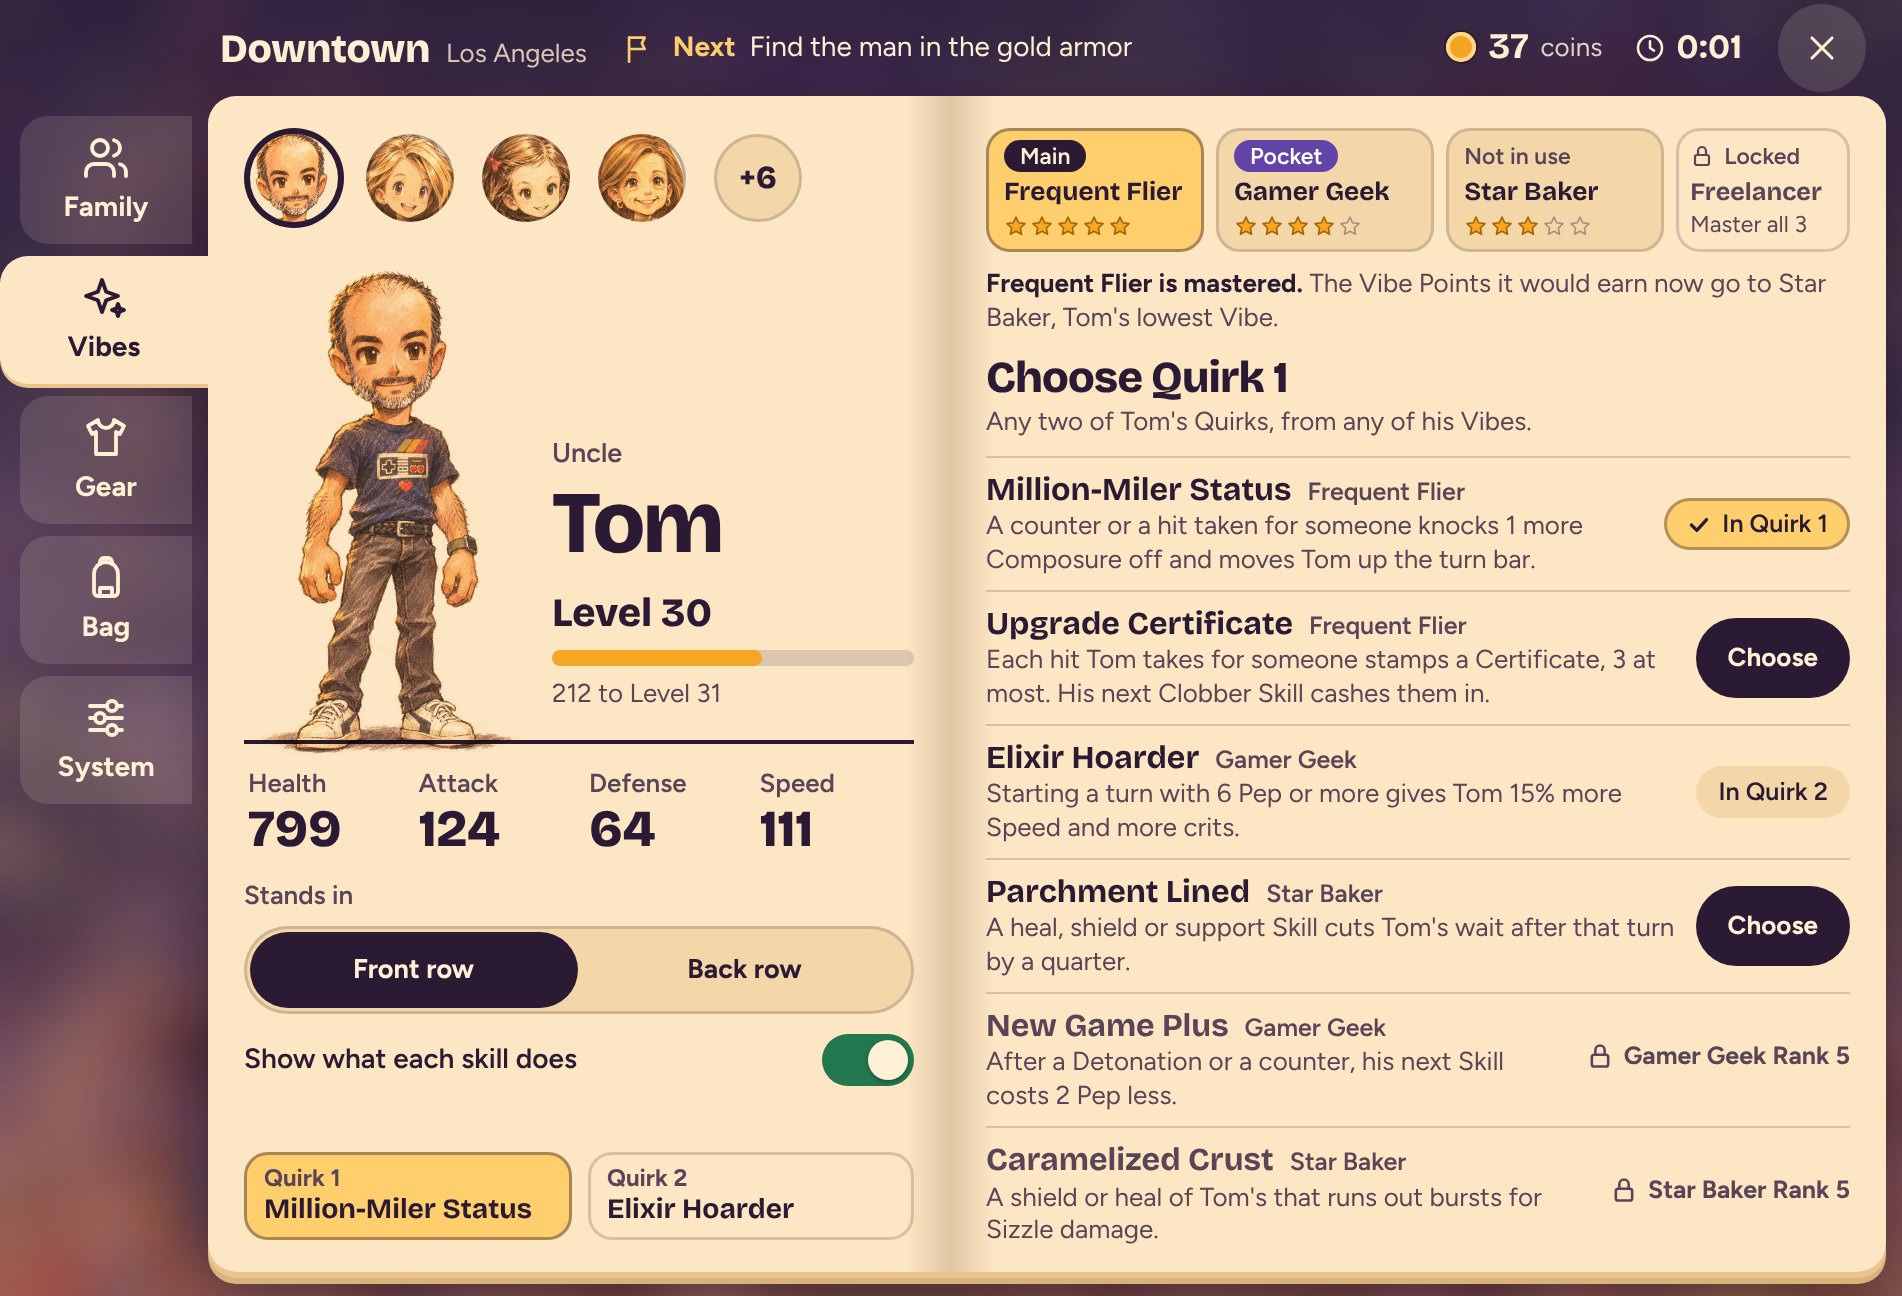 Downtown Los Angeles
Next Find the man in the gold armor
37 coins
0:01
Family
Vibes
Gear
Bag
System
+6
Uncle
Tom
Level 30
212 to Level 31
Health Attack Defense Speed
799 124 64 111
Stands in
Front row Back row
Show what each skill does
Quirk 1
Million-Miler Status
Quirk 2
Elixir Hoarder
Main
Frequent Flier
Pocket
Gamer Geek
Not in use
Star Baker
Locked
Freelancer
Master all 3
Frequent Flier is mastered. The Vibe Points it would earn now go to Star
Baker, Tom's lowest Vibe.
Choose Quirk 1
Any two of Tom's Quirks, from any of his Vibes.
Million-Miler Status Frequent Flier
A counter or a hit taken for someone knocks 1 more
Composure off and moves Tom up the turn bar.
In Quirk 1
Upgrade Certificate Frequent Flier
Each hit Tom takes for someone stamps a Certificate, 3 at
most. His next Clobber Skill cashes them in.
Choose
Elixir Hoarder Gamer Geek
Starting a turn with 6 Pep or more gives Tom 15% more
Speed and more crits.
In Quirk 2
Parchment Lined Star Baker
A heal, shield or support Skill cuts Tom's wait after that turn
by a quarter.
Choose
New Game Plus Gamer Geek
After a Detonation or a counter, his next Skill
costs 2 Pep less.
Gamer Geek Rank 5
Caramelized Crust Star Baker
A shield or heal of Tom's that runs out bursts for
Sizzle damage.
Star Baker Rank 5